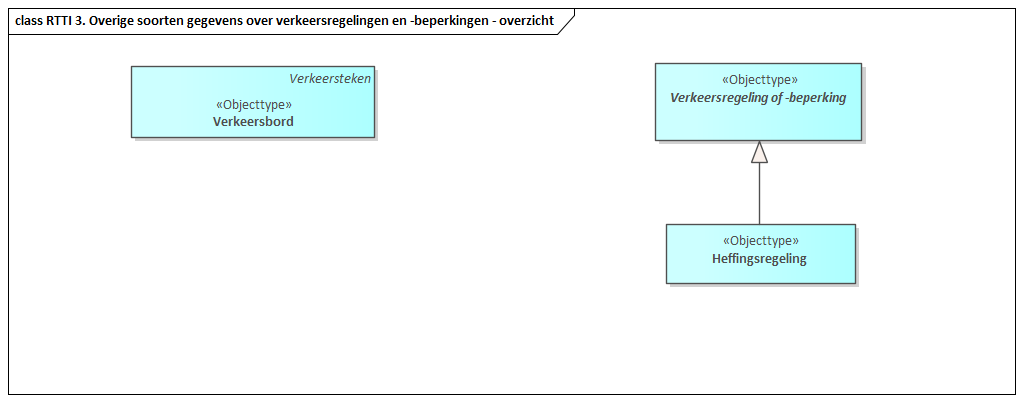 class RTTI 3. Overige soorten gegevens over verkeersregelingen en -beperkingen - overzicht
Verkeersteken
«Objecttype»
Verkeersbord
«Objecttype»
Verkeersregeling of -beperking
«Objecttype»
Heffingsregeling